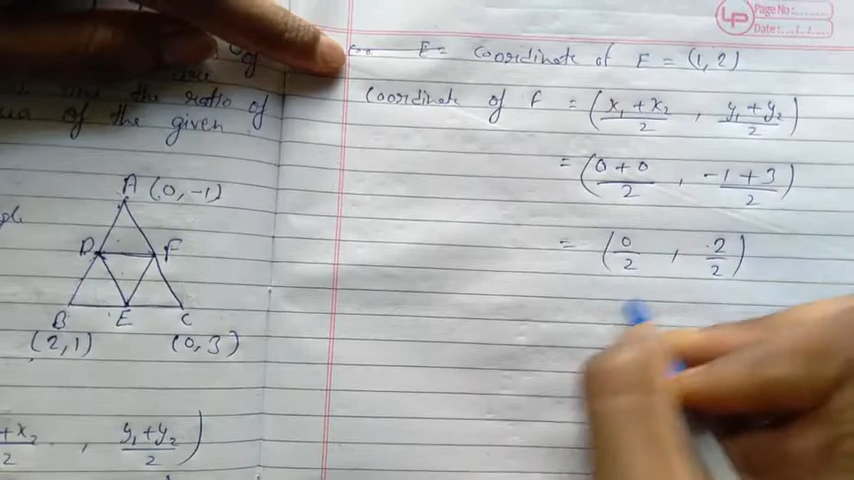 LP Page No:
Date:
the ratio of
of the given
A (0, -1)
D F
B E C
(2,1) (0, 3)
+x₂/2 , y₁+y₂/2)
E= Coordinate of E = (1, 2)
Coordinate of F = (x₁+x₂/2 , y₁+y₂/2)
= (0+0/2 , -1+3/2)
= (0/2 , 2/2)